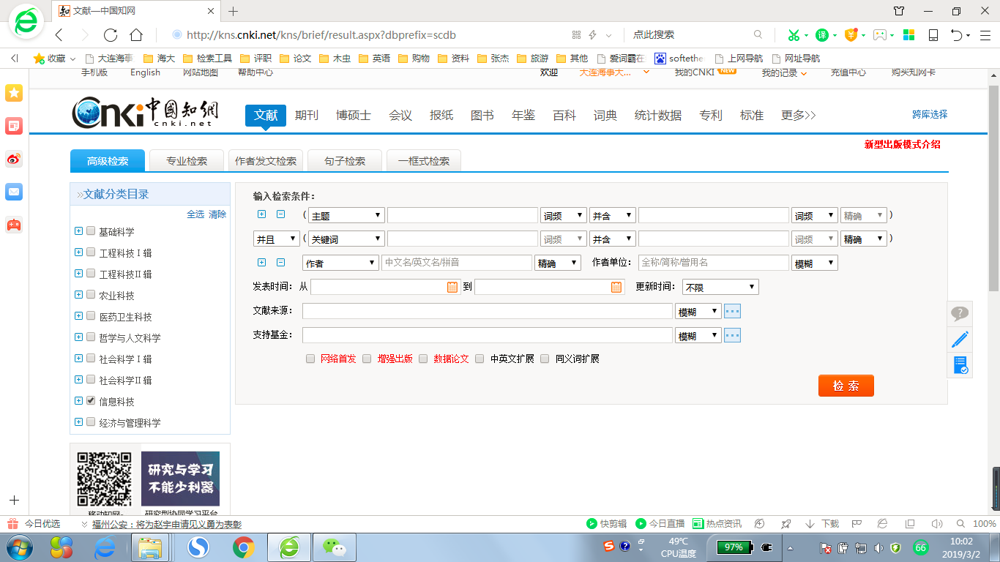 文献—中国知网
http://kns.cnki.net/kns/brief/result.aspx?dbprefix=scdb
点此搜索
译
收藏 大连海事 海大 检索工具 评职 论文 木虫 英语 购物 资料 张杰 旅游 其他 爱词霸在 softethe 上网导航 网址导航
手机版 English 网站地图 帮助中心 欢迎 大连海事大... 我的CNKI NEW 我的记录 充值中心 购买知网卡
Cnki 中国知網
cnki.net
文献 期刊 博硕士 会议 报纸 图书 年鉴 百科 词典 统计数据 专利 标准 更多>> 跨库选择
新型出版模式介绍
高级检索 专业检索 作者发文检索 句子检索 一框式检索
»文献分类目录
全选 清除
基础科学
工程科技Ⅰ辑
工程科技II 辑
农业科技
医药卫生科技
哲学与人文科学
社会科学Ⅰ辑
社会科学II 辑
信息科技
经济与管理科学
输入检索条件：
( 主题 词频 并含 词频 精确 )
并且 ( 关键词 词频 并含 词频 精确 )
作者 中文名/英文名/拼音 精确 作者单位： 全称/简称/曾用名 模糊
发表时间： 从 到 更新时间： 不限
文献来源： 模糊 ...
支持基金： 模糊 ...
网络首发 增强出版 数据论文 中英文扩展 同义词扩展
检 索
研究与学习
不能少利器
移动知网-
研究型协同学习平台
今日优选 福州公安：将为赵宇申请见义勇为表彰 快剪辑 今日直播 热点资讯 下载 100%
49℃
CPU温度
97%
66
10:02
2019/3/2